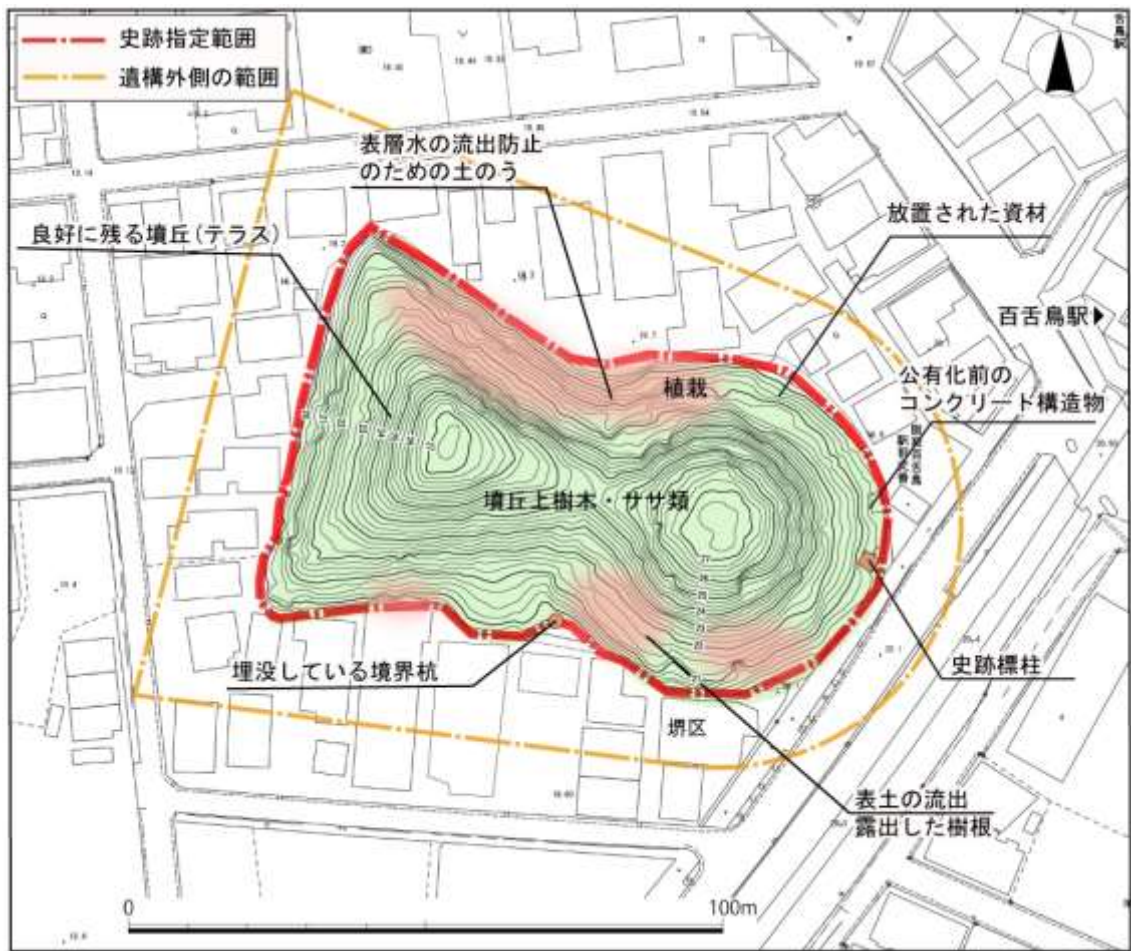 史跡指定範囲
遺構外側の範囲
表層水の流出防止
のための土のう
放置された資材
良好に残る墳丘(テラス)
百舌鳥駅
植栽
公有化前の
コンクリート構造物
墳丘上樹木・ササ類
埋没している境界杭
史跡標柱
堺区
表土の流出
露出した樹根
0
100m